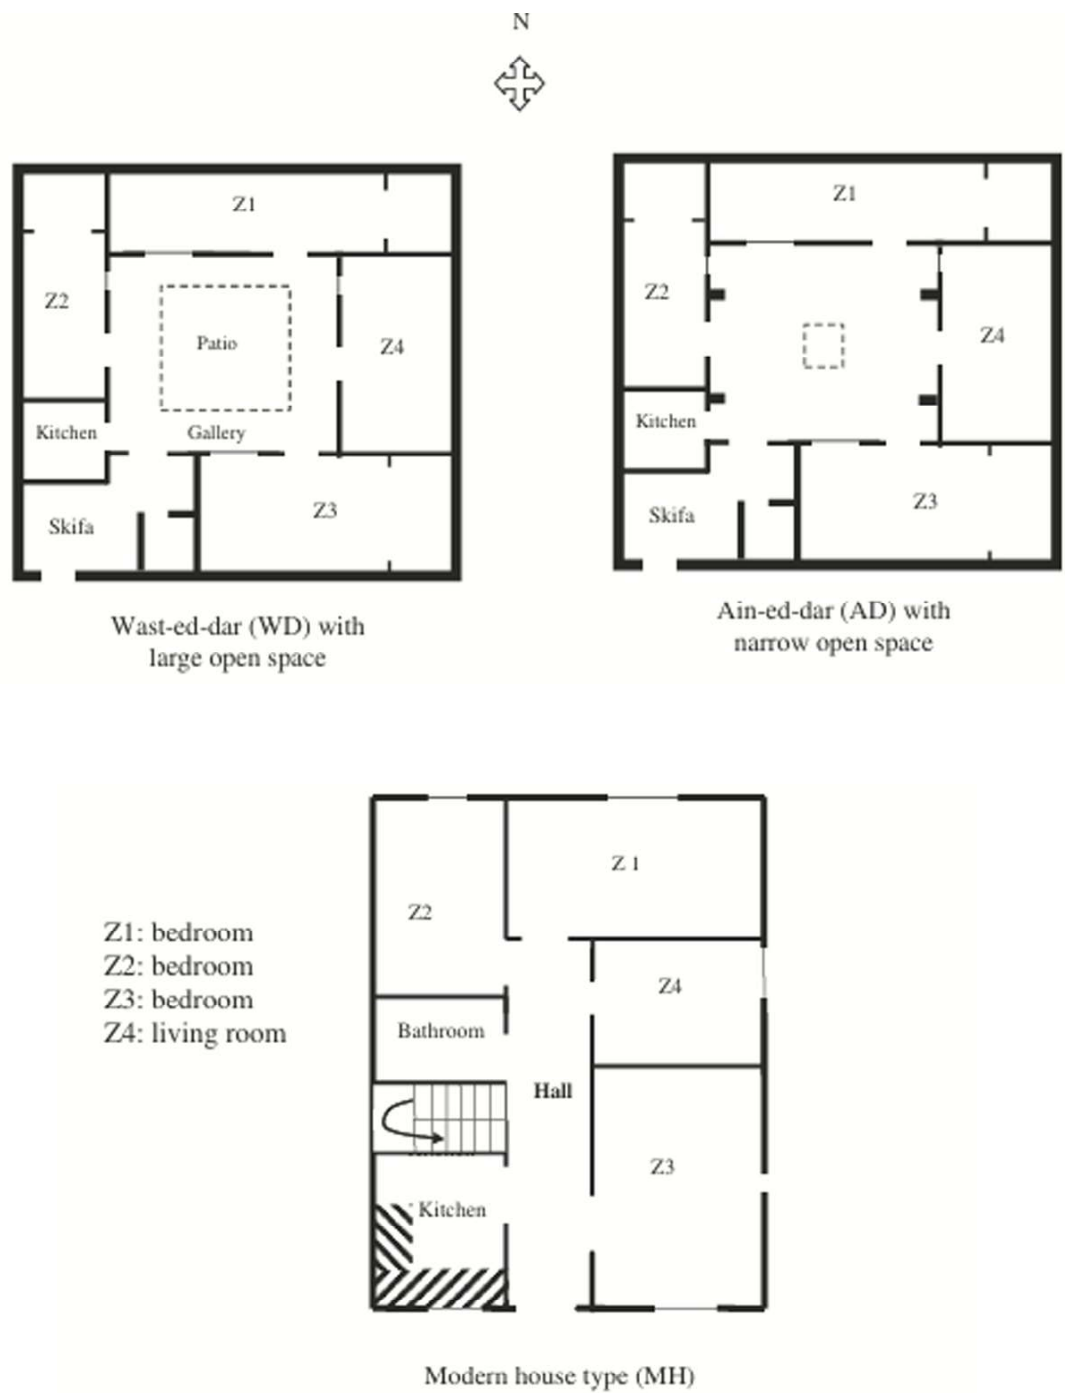 N
Z1
Z2
Patio
Z4
Kitchen
Gallery
Z3
Skifa
Wast-ed-dar (WD) with
large open space
Z1
Z2
Z4
Kitchen
Z3
Skifa
Ain-ed-dar (AD) with
narrow open space
Z1: bedroom
Z2: bedroom
Z3: bedroom
Z4: living room
Z 1
Z2
Z4
Bathroom
Hall
Z3
Kitchen
Modern house type (MH)